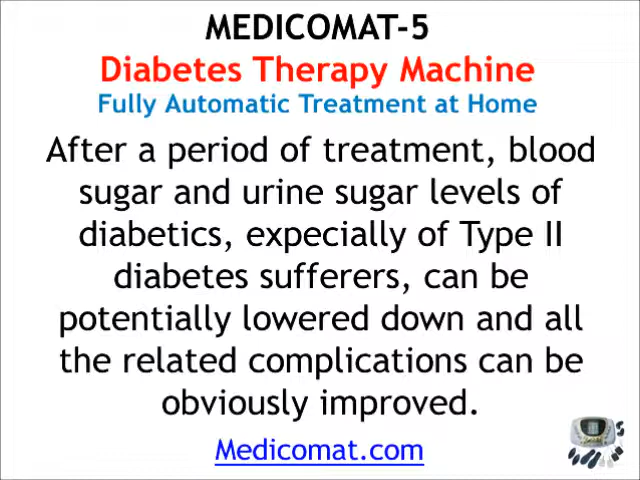 MEDICOMAT-5
Diabetes Therapy Machine
Fully Automatic Treatment at Home
After a period of treatment, blood
sugar and urine sugar levels of
diabetics, expecially of Type II
diabetes sufferers, can be
potentially lowered down and all
the related complications can be
obviously improved.
Medicomat.com